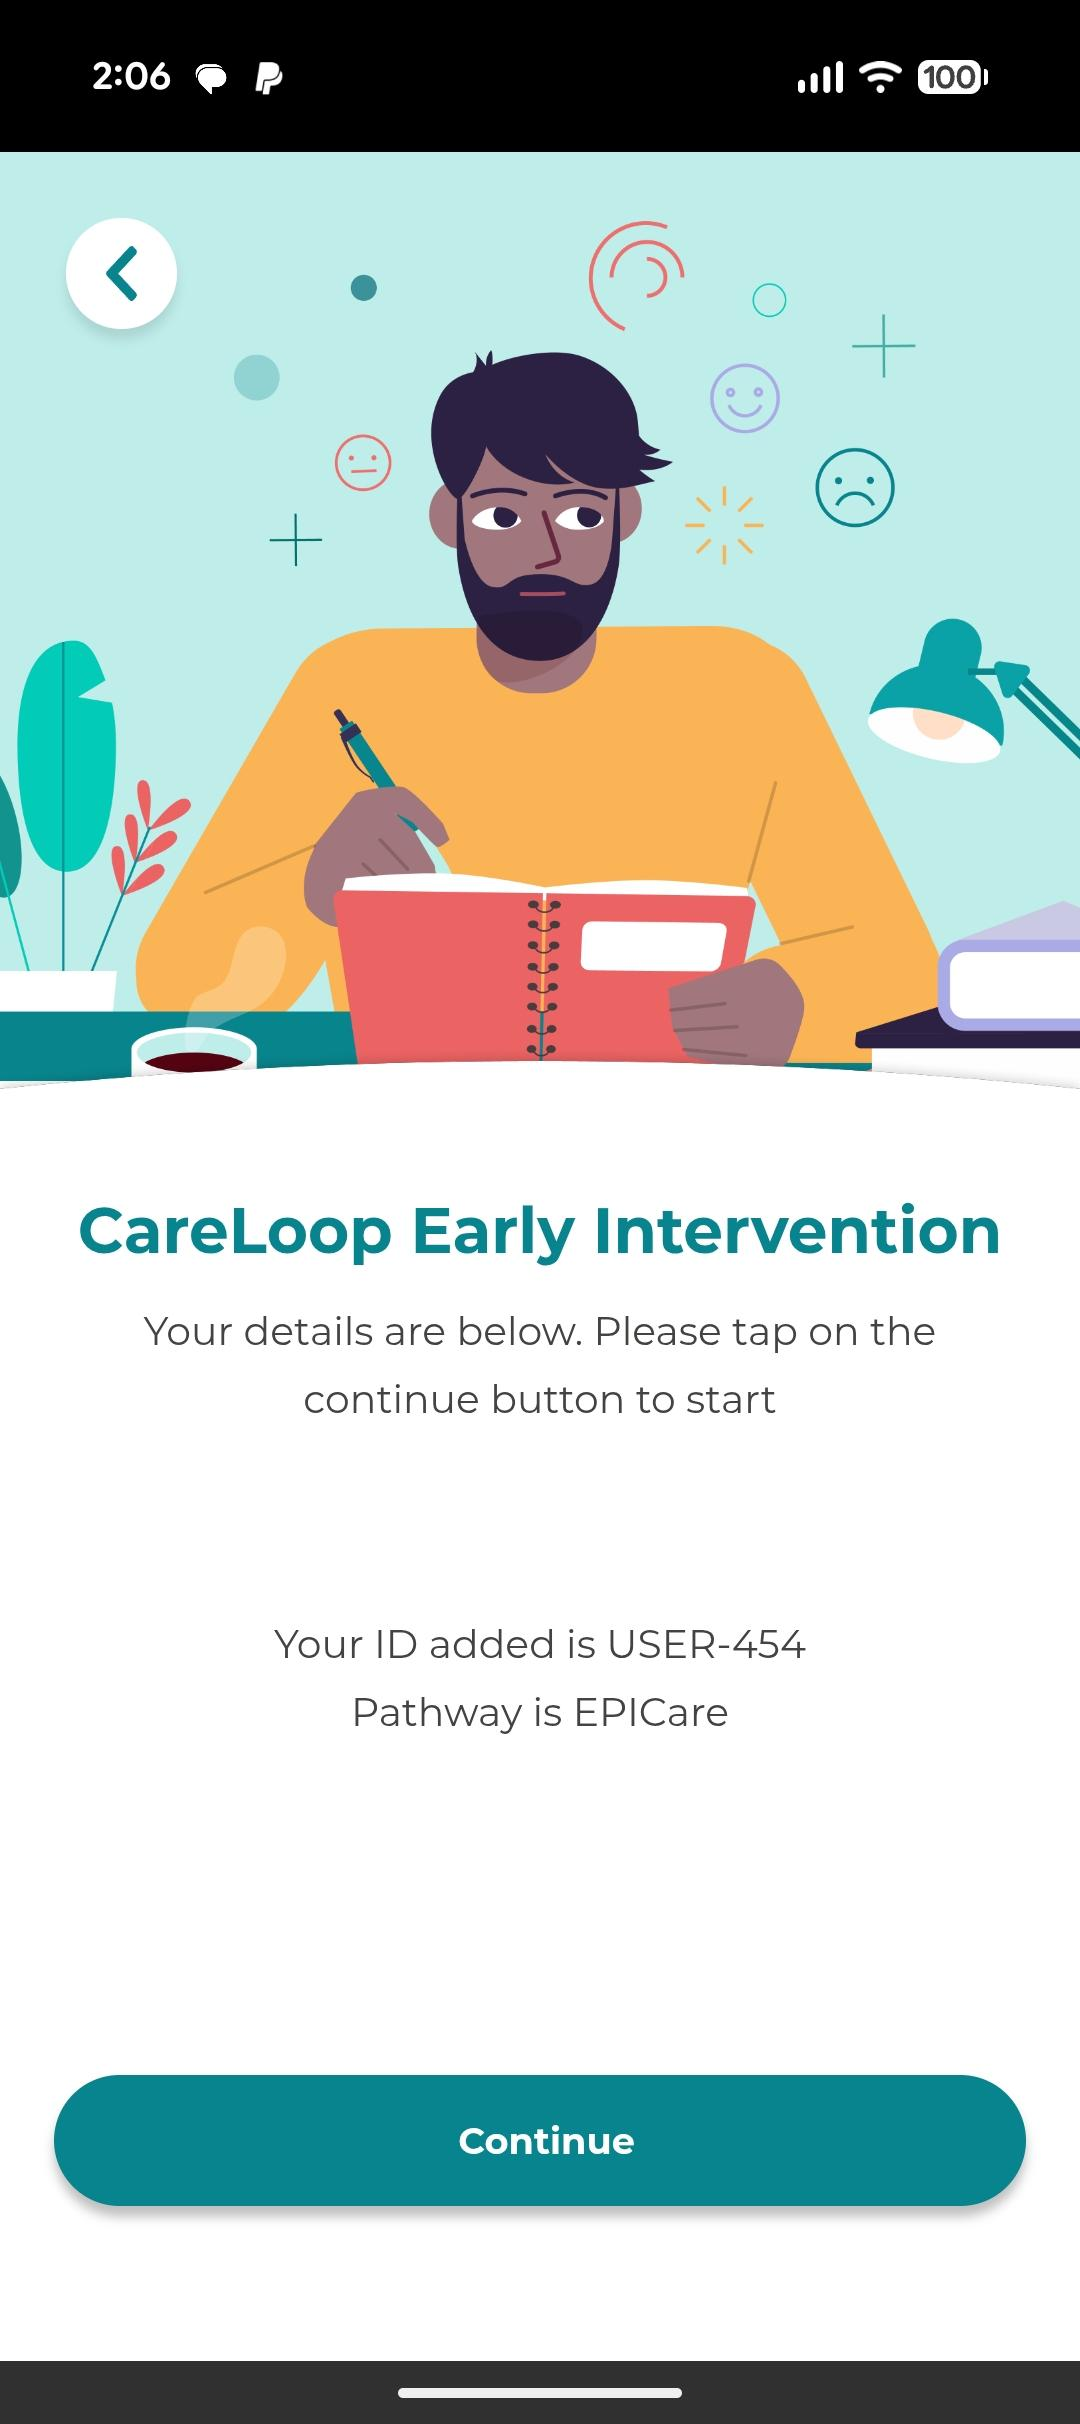 2:06
100
CareLoop Early Intervention
Your details are below. Please tap on the
continue button to start
Your ID added is USER-454
Pathway is EPICare
Continue